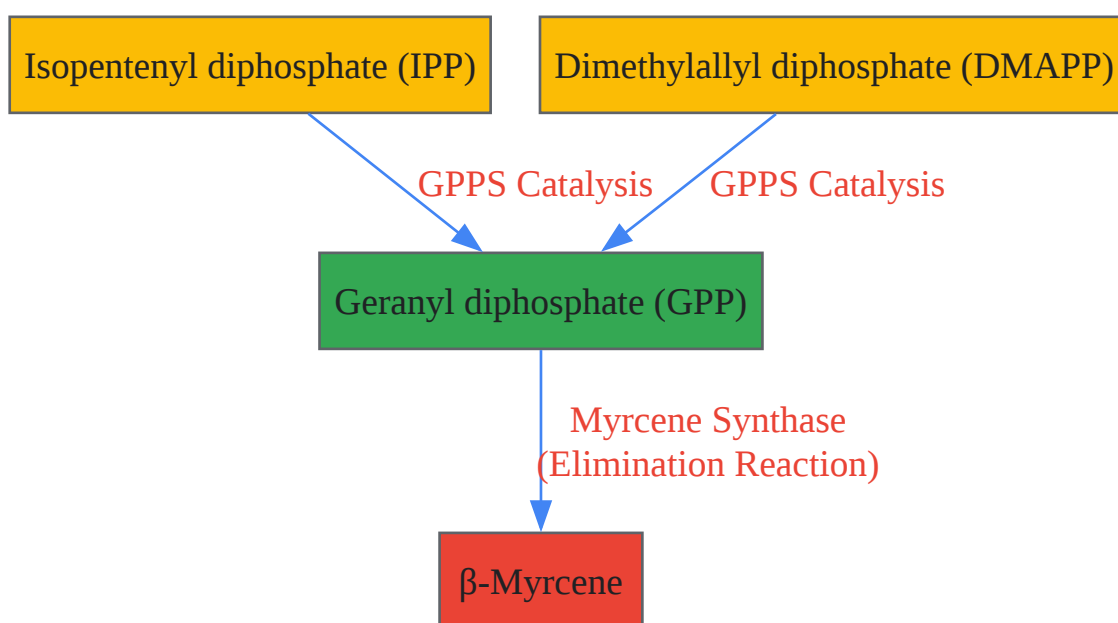 Isopentenyl diphosphate (IPP)
Dimethylallyl diphosphate (DMAPP)
GPPS Catalysis
GPPS Catalysis
Geranyl diphosphate (GPP)
Myrcene Synthase
(Elimination Reaction)
β-Myrcene